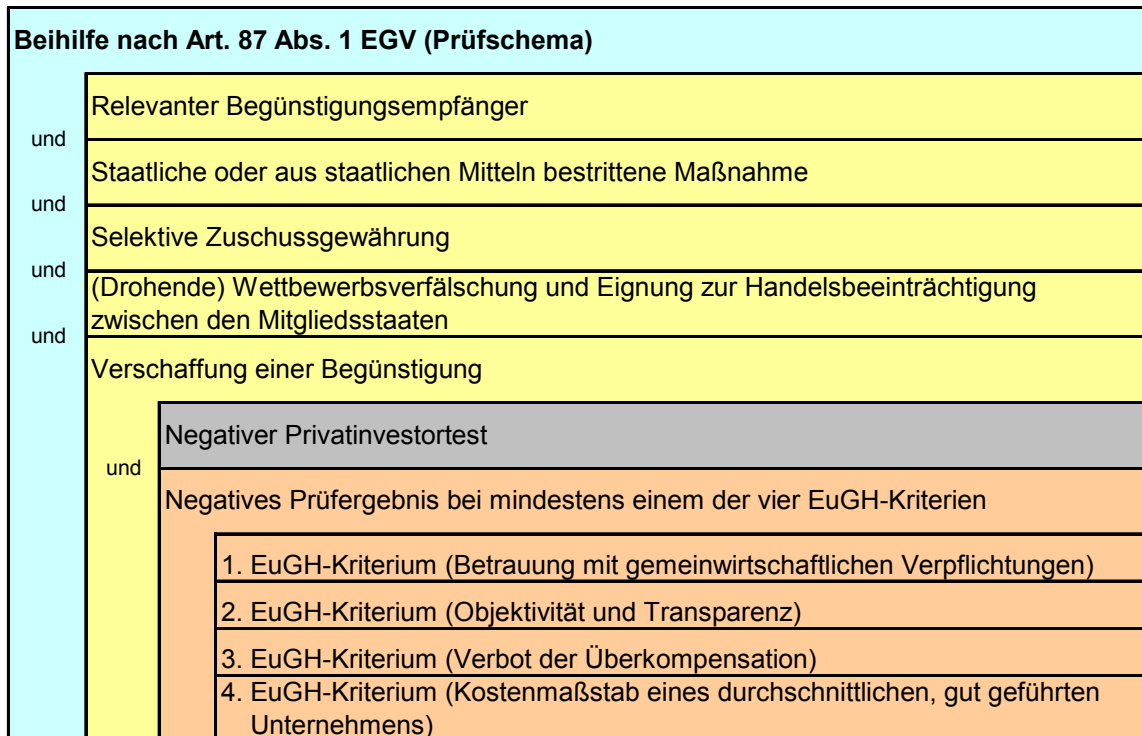 Beihilfe nach Art. 87 Abs. 1 EGV (Prüfschema)
Relevanter Begünstigungsempfänger
und
Staatliche oder aus staatlichen Mitteln bestrittene Maßnahme
und
Selektive Zuschussgewährung
und
(Drohende) Wettbewerbsverfälschung und Eignung zur Handelsbeeinträchtigung
zwischen den Mitgliedsstaaten
und
Verschaffung einer Begünstigung
Negativer Privatinvestortest
und
Negatives Prüfergebnis bei mindestens einem der vier EuGH-Kriterien
1. EuGH-Kriterium (Betrauung mit gemeinwirtschaftlichen Verpflichtungen)
2. EuGH-Kriterium (Objektivität und Transparenz)
3. EuGH-Kriterium (Verbot der Überkompensation)
4. EuGH-Kriterium (Kostenmaßstab eines durchschnittlichen, gut geführten
Unternehmens)